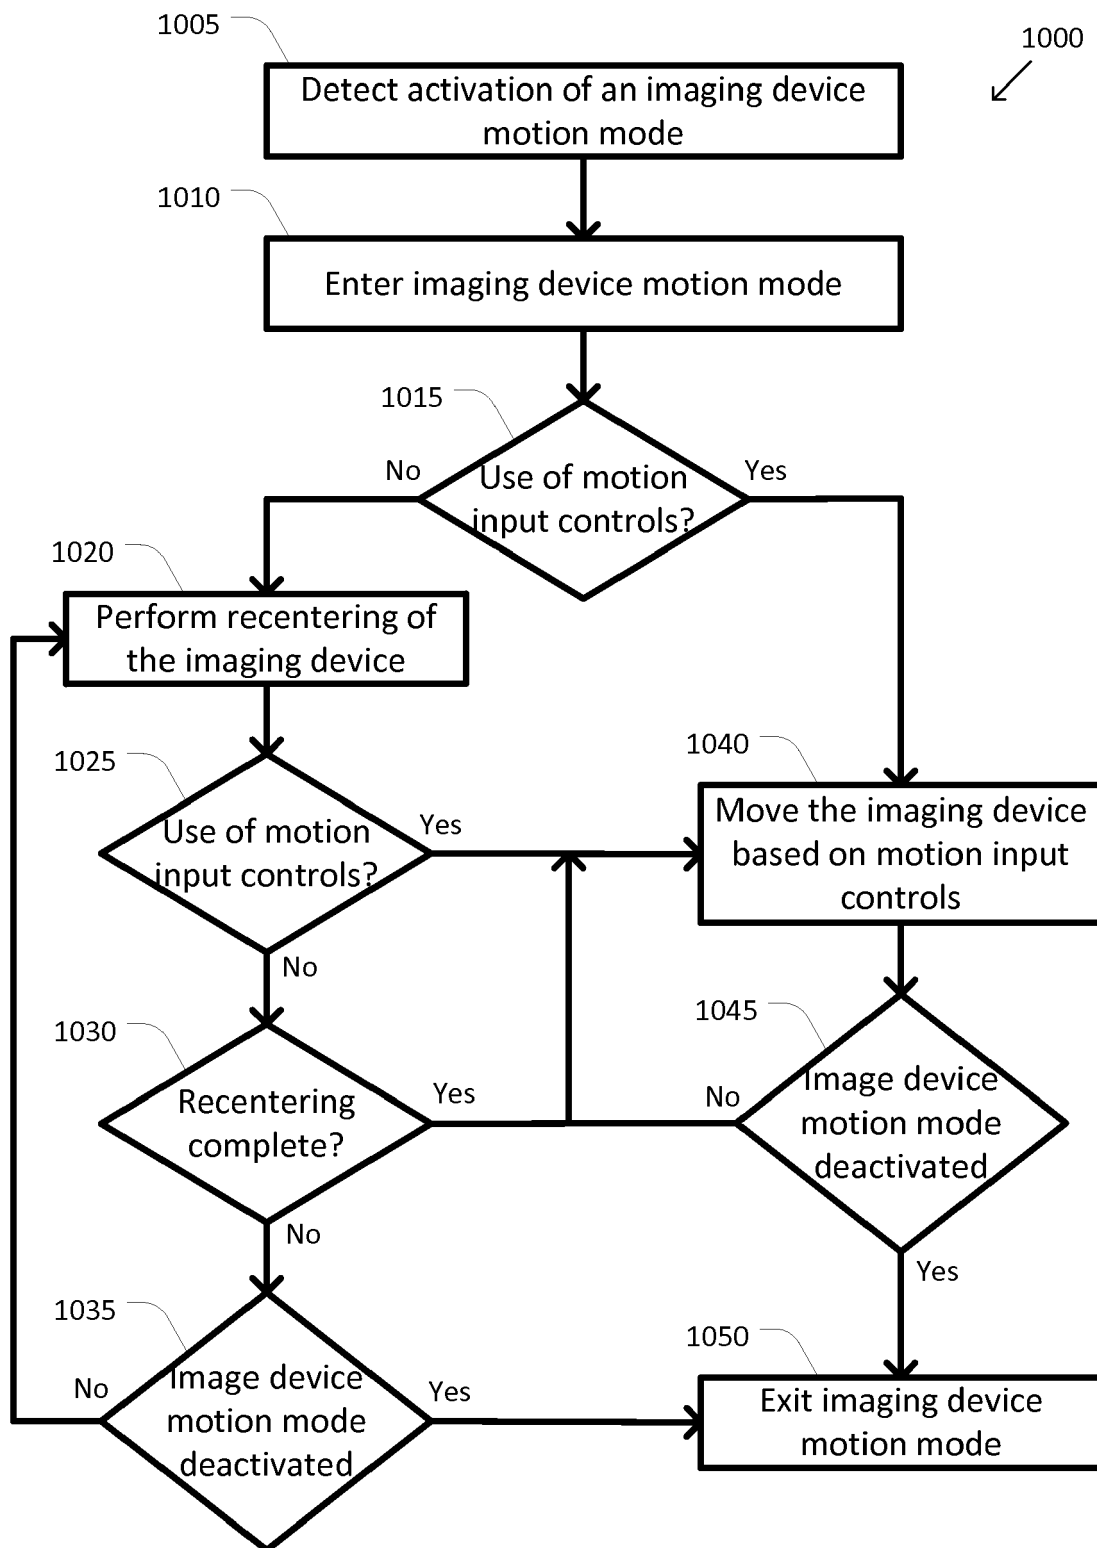 1005
1000
Detect activation of an imaging device
motion mode
1010
Enter imaging device motion mode
1015
No
Yes
Use of motion
input controls?
1020
Perform recentering of
the imaging device
1025
Use of motion
input controls?
Yes
No
1040
Move the imaging device
based on motion input
controls
1030
Recentering
complete?
Yes
No
1045
No
Image device
motion mode
deactivated
Yes
1035
No
Image device
motion mode
deactivated
Yes
1050
Exit imaging device
motion mode